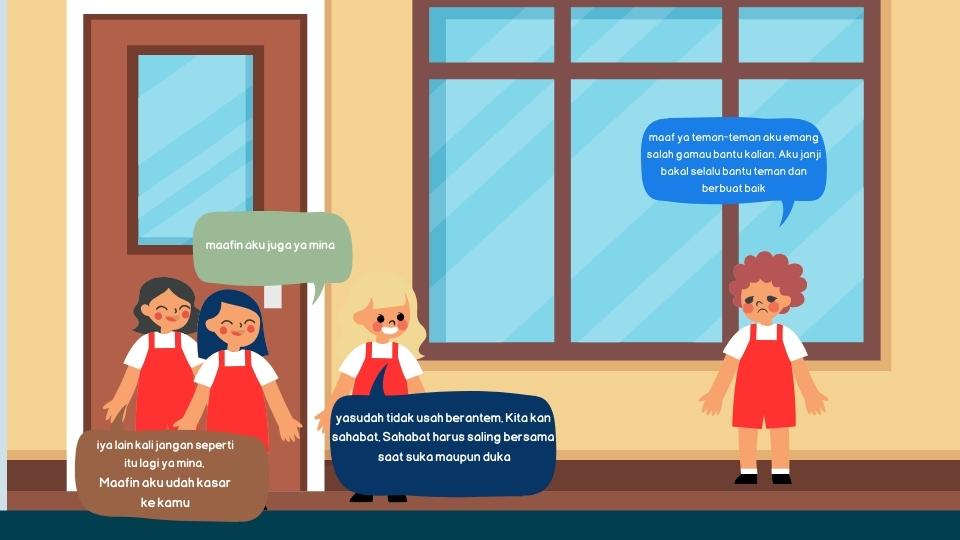 maaf ya teman-teman aku emang
salah gamau bantu kalian. Aku janji
bakal selalu bantu teman dan
berbuat baik
maafin aku juga ya mina
yasudah tidak usah berantem. Kita kan
sahabat. Sahabat harus saling bersama
saat suka maupun duka
iya lain kali jangan seperti
itu lagi ya mina.
Maafin aku udah kasar
ke kamu